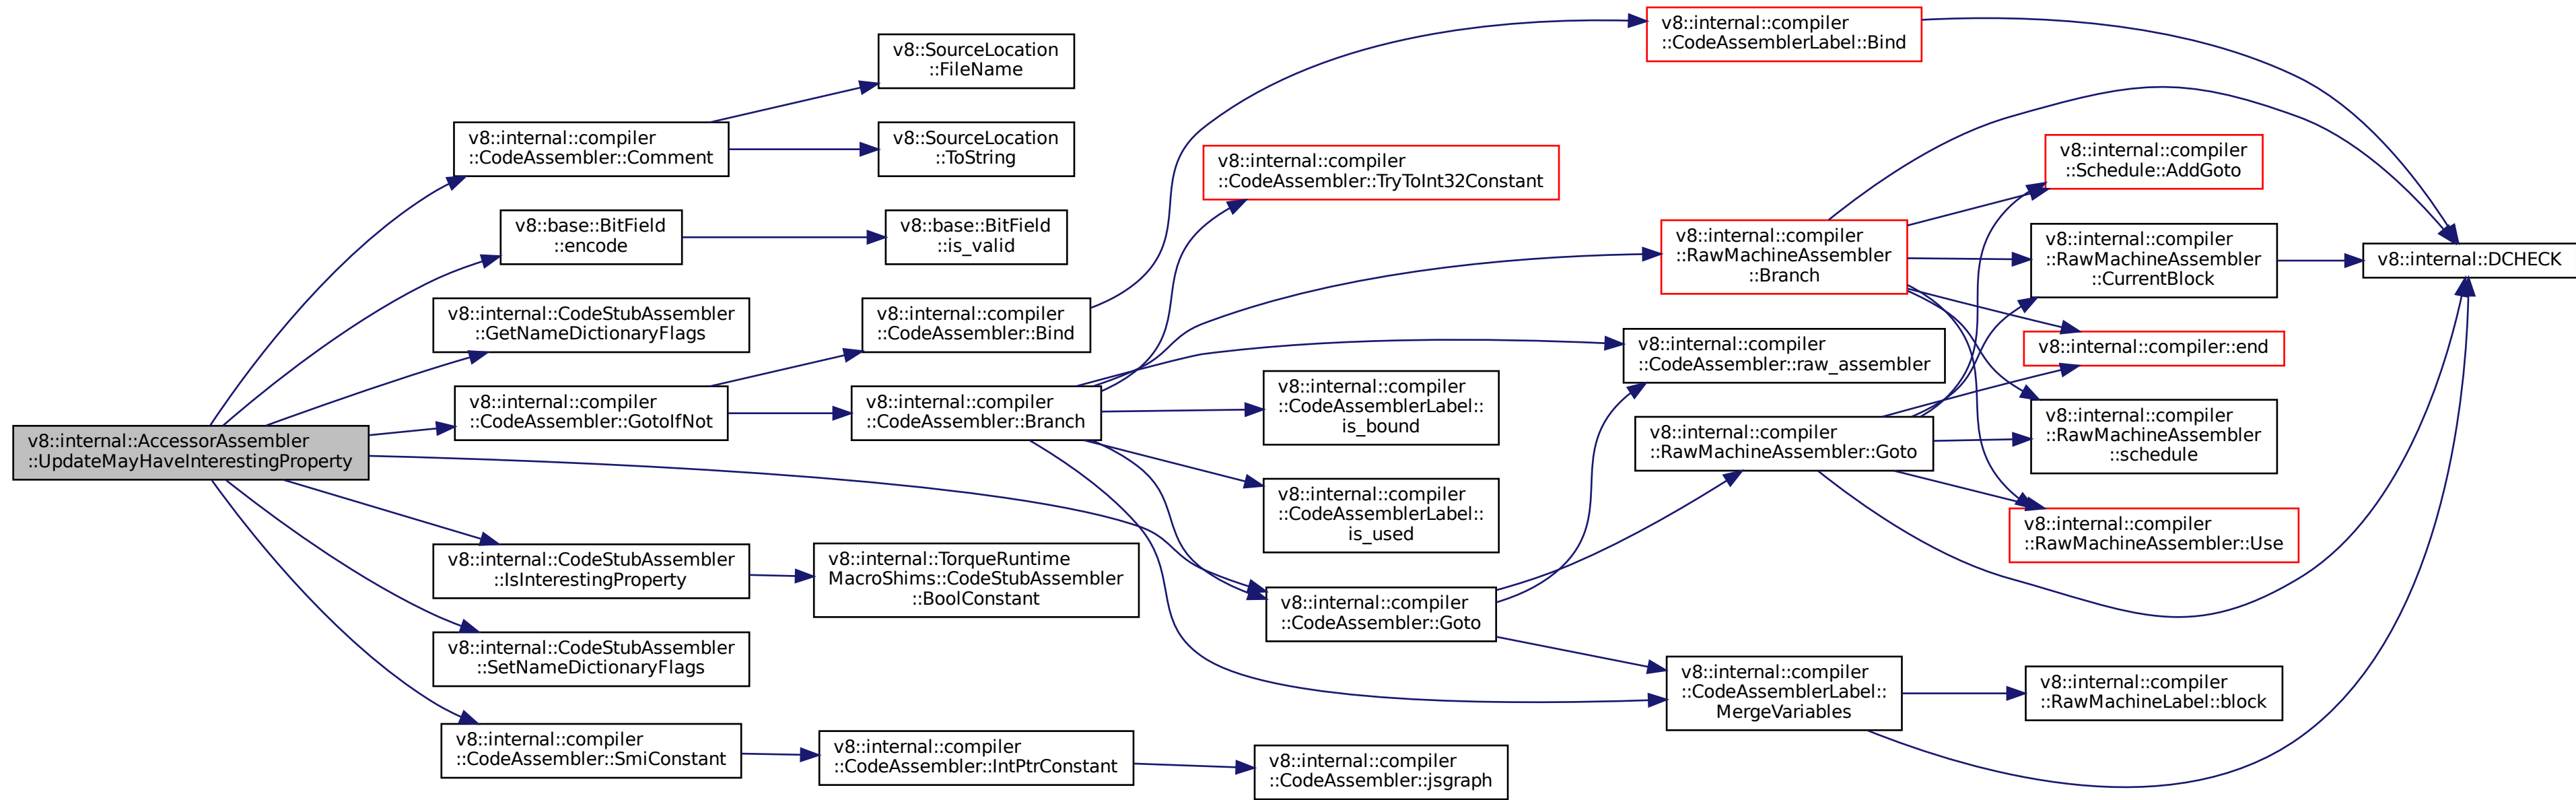 v8::internal::AccessorAssembler
::UpdateMayHaveInterestingProperty
v8::internal::compiler
::CodeAssembler::Comment
v8::base::BitField
::encode
v8::internal::CodeStubAssembler
::GetNameDictionaryFlags
v8::internal::compiler
::CodeAssembler::GotoIfNot
v8::internal::CodeStubAssembler
::IsInterestingProperty
v8::internal::CodeStubAssembler
::SetNameDictionaryFlags
v8::internal::compiler
::CodeAssembler::SmiConstant
v8::SourceLocation
::FileName
v8::SourceLocation
::ToString
v8::base::BitField
::is_valid
v8::internal::compiler
::CodeAssembler::Bind
v8::internal::compiler
::CodeAssembler::Branch
v8::internal::TorqueRuntime
MacroShims::CodeStubAssembler
::BoolConstant
v8::internal::compiler
::CodeAssembler::IntPtrConstant
v8::internal::compiler
::CodeAssembler::TryToInt32Constant
v8::internal::compiler
::CodeAssemblerLabel::
is_bound
v8::internal::compiler
::CodeAssemblerLabel::
is_used
v8::internal::compiler
::CodeAssembler::Goto
v8::internal::compiler
::CodeAssembler::jsgraph
v8::internal::compiler
::CodeAssemblerLabel::Bind
v8::internal::compiler
::RawMachineAssembler
::Branch
v8::internal::compiler
::CodeAssembler::raw_assembler
v8::internal::compiler
::RawMachineAssembler::Goto
v8::internal::compiler
::CodeAssemblerLabel::
MergeVariables
v8::internal::compiler
::Schedule::AddGoto
v8::internal::compiler
::RawMachineAssembler
::CurrentBlock
v8::internal::compiler::end
v8::internal::compiler
::RawMachineAssembler
::schedule
v8::internal::compiler
::RawMachineAssembler::Use
v8::internal::compiler
::RawMachineLabel::block
v8::internal::DCHECK